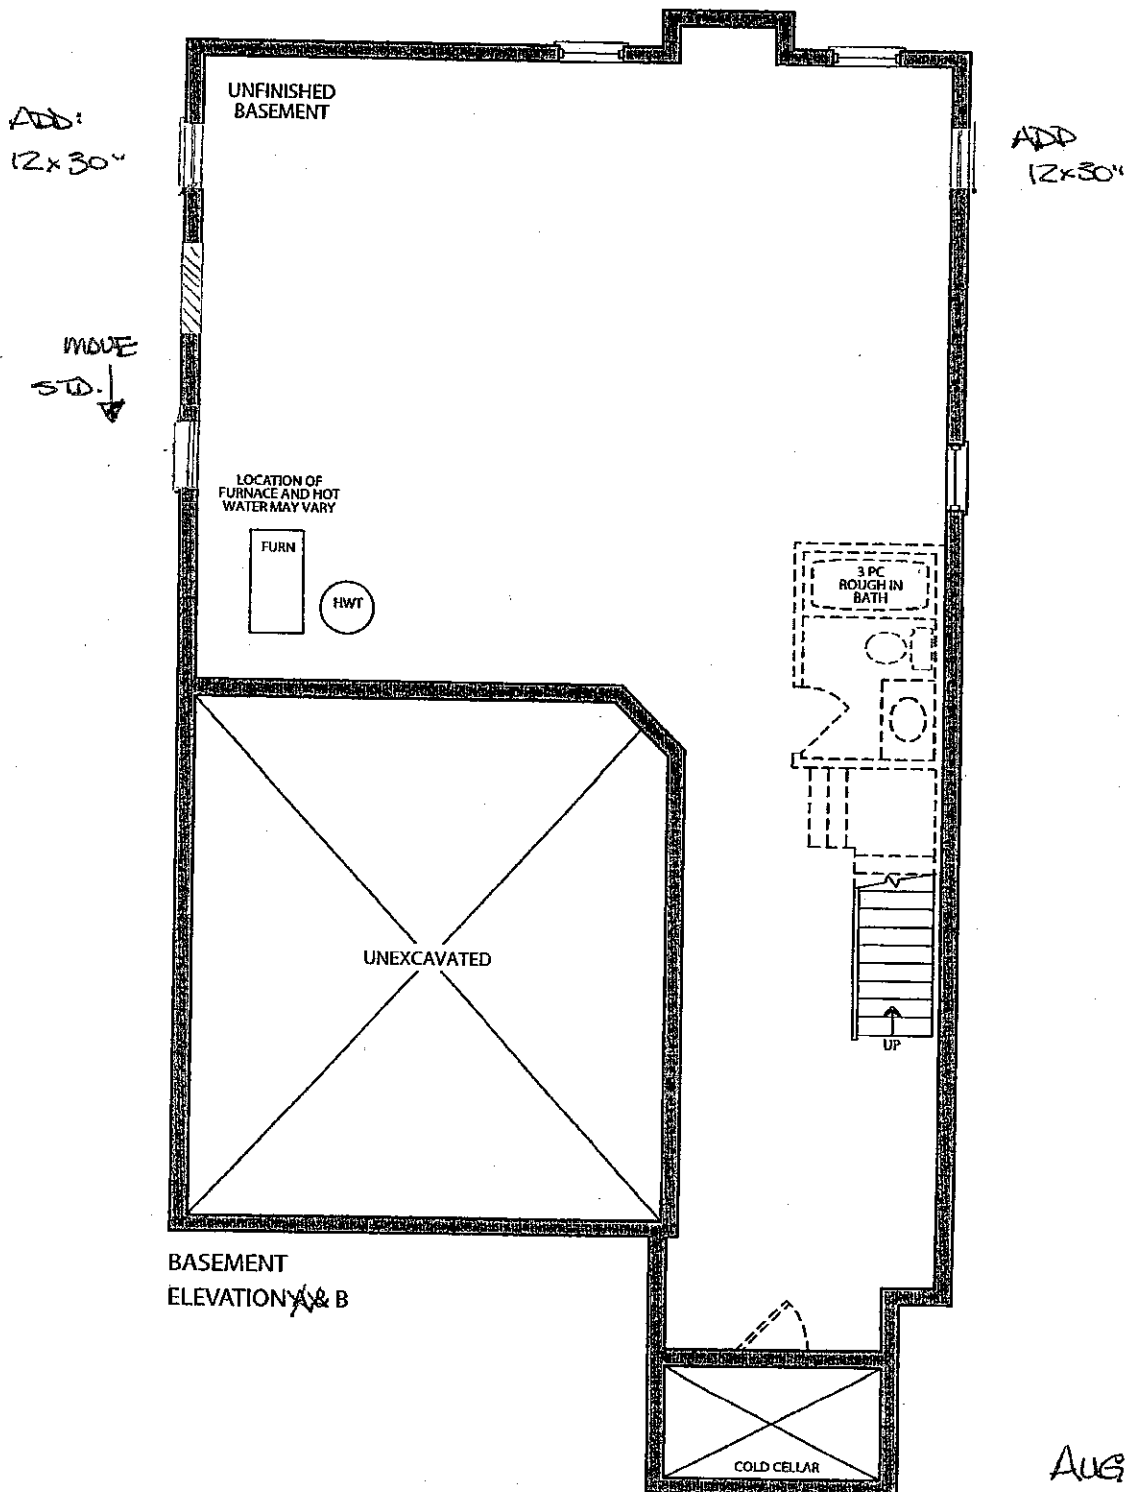 UNFINISHED
BASEMENT
ADD:
12x30"
ADD
12x30"
MOVE
STD.
LOCATION OF
FURNACE AND HOT
WATER MAY VARY
FURN
HWT
3 PC
ROUGH IN
BATH
UNEXCAVATED
UP
BASEMENT
ELEVATION A & B
COLD CELLAR
AUG